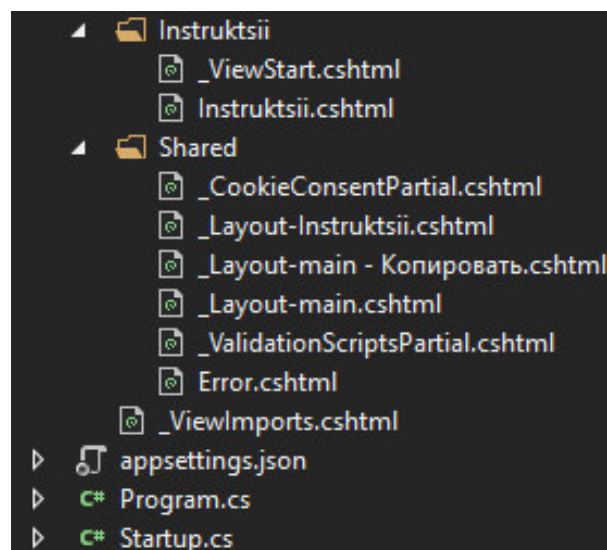 Instruktsii
_ViewStart.cshtml
Instruktsii.cshtml
Shared
_CookieConsentPartial.cshtml
_Layout-Instruktsii.cshtml
_Layout-main - Копировать.cshtml
_Layout-main.cshtml
_ValidationScriptsPartial.cshtml
Error.cshtml
_ViewImports.cshtml
appsettings.json
C# Program.cs
C# Startup.cs